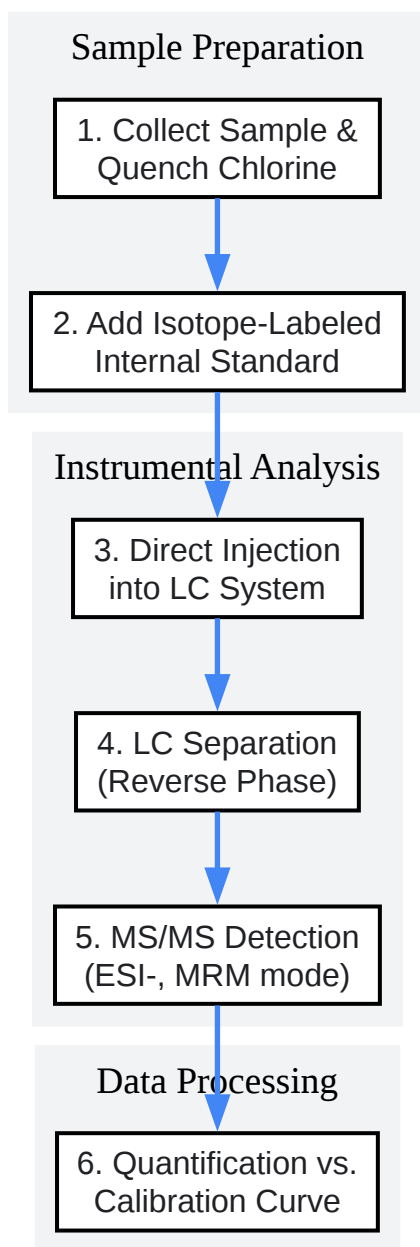 Sample Preparation
1. Collect Sample &
Quench Chlorine
2. Add Isotope-Labeled
Internal Standard
Instrumental Analysis
3. Direct Injection
into LC System
4. LC Separation
(Reverse Phase)
5. MS/MS Detection
(ESI-, MRM mode)
Data Processing
6. Quantification vs.
Calibration Curve